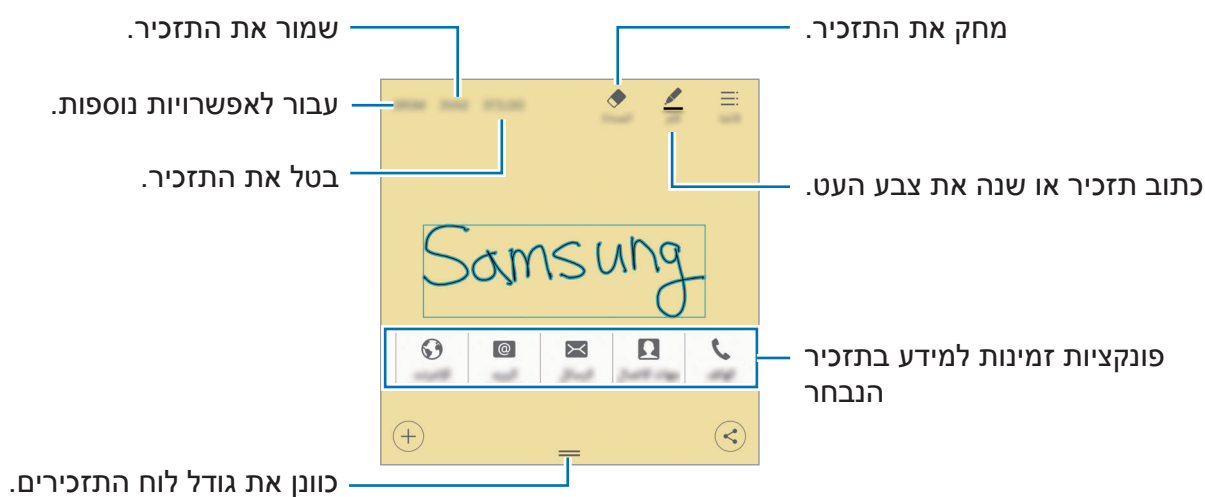 שמור את התזכיר.
מחק את התזכיר.
עבור לאפשרויות נוספות.
בטל את התזכיר.
כתוב תזכיר או שנה את צבע העט.
Samsung
פונקציות זמינות למידע בתזכיר
הנבחר
כוונן את גודל לוח התזכירים.